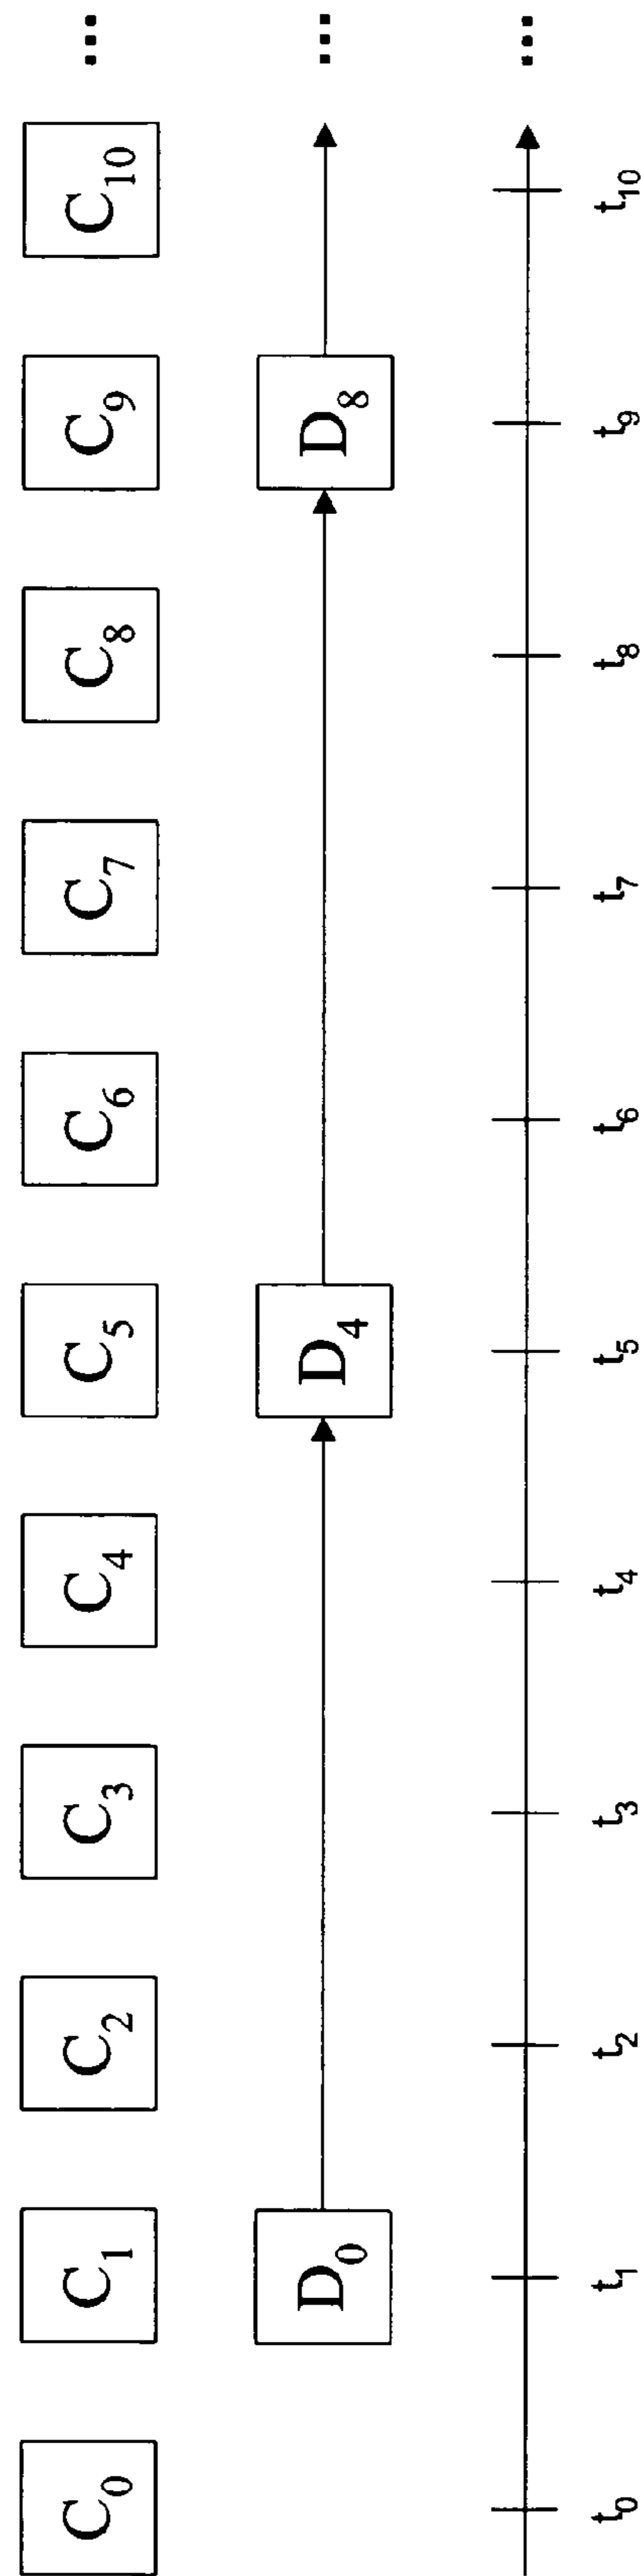 C₀ C₁ C₂ C₃ C₄ C₅ C₆ C₇ C₈ C₉ C₁₀ ...
D₀ D₄ D₈ ...
...
t₀ t₁ t₂ t₃ t₄ t₅ t₆ t₇ t₈ t₉ t₁₀